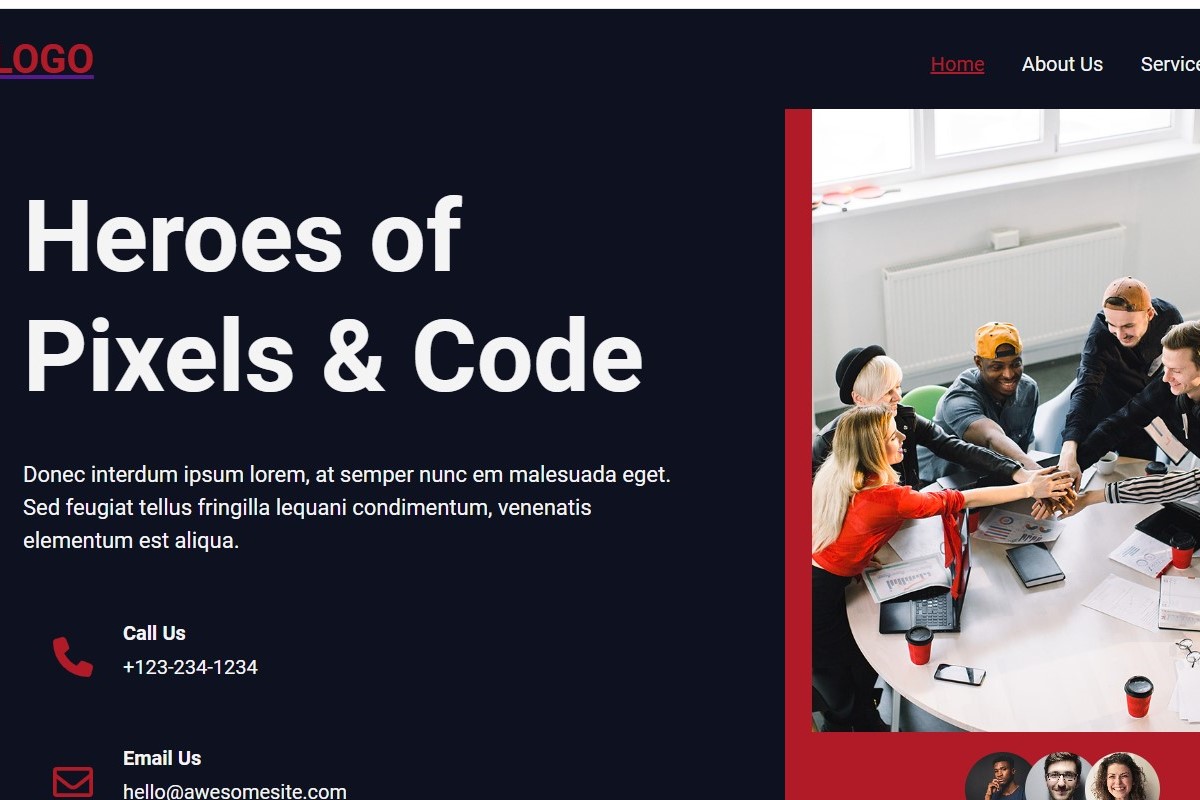 LOGO
Home About Us
Heroes of
Pixels & Code
Donec interdum ipsum lorem, at semper nunc em malesuada eget.
Sed feugiat tellus fringilla lequani condimentum, venenatis
elementum est aliqua.
Call Us
+123-234-1234
Email Us
hello@awesomesite.com